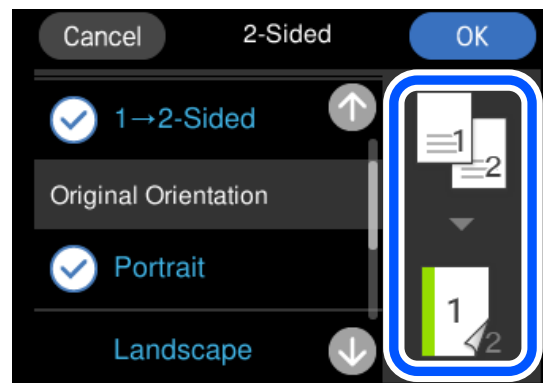 Cancel 2-Sided OK
1→2-Sided
Original Orientation
Portrait
Landscape
1
2
1
2